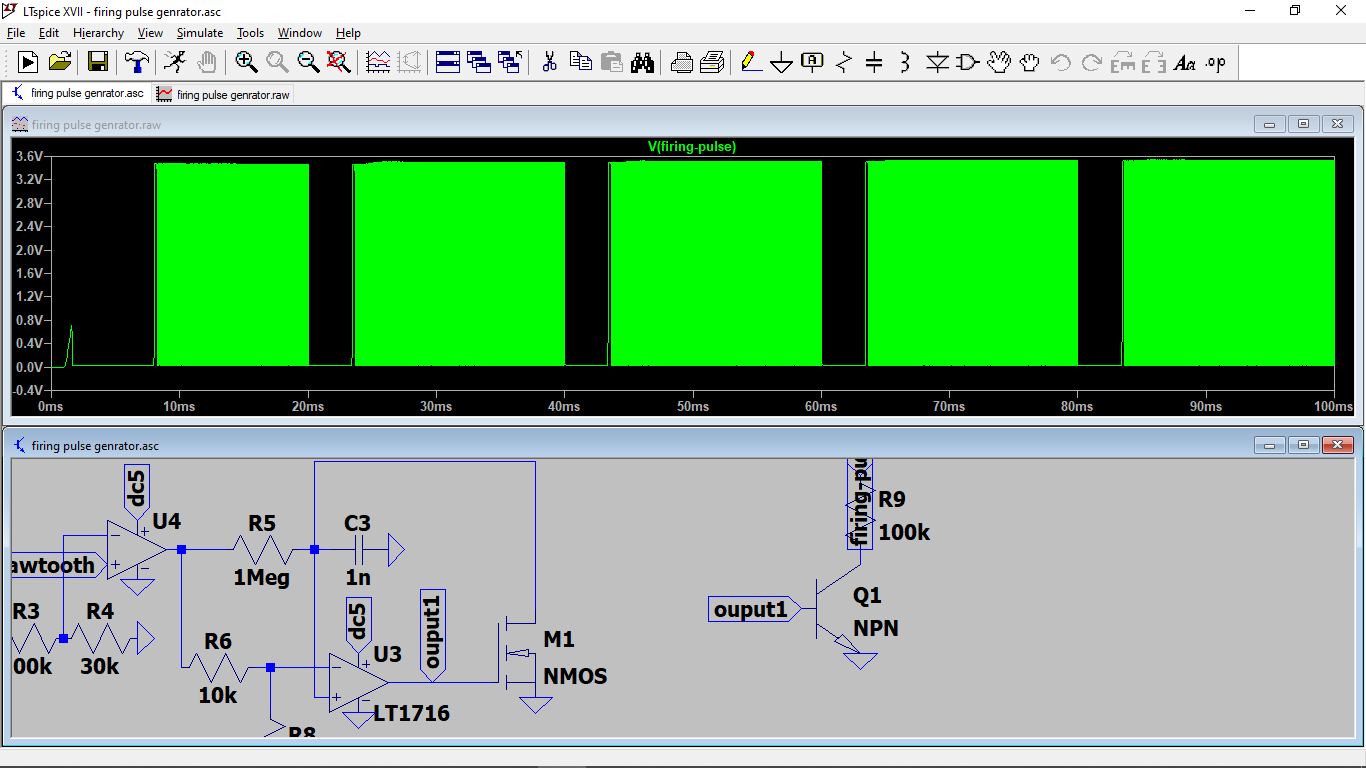 LTspice XVII - firing pulse genrator.asc
File Edit Hierarchy View Simulate Tools Window Help
Aa .op
firing pulse genrator.asc firing pulse genrator.raw
firing pulse genrator.raw
V(firing-pulse)
3.6V
3.2V
2.8V
2.4V
2.0V
1.6V
1.2V
0.8V
0.4V
0.0V
-0.4V
0ms 10ms 20ms 30ms 40ms 50ms 60ms 70ms 80ms 90ms 100ms
firing pulse genrator.asc
dc5
U4
awtooth
R3
00k
R4
30k
R5
1Meg
C3
1n
R6
10k
R8
dc5
U3
LT1716
ouput1
M1
NMOS
firing-pu
R9
100k
ouput1
Q1
NPN